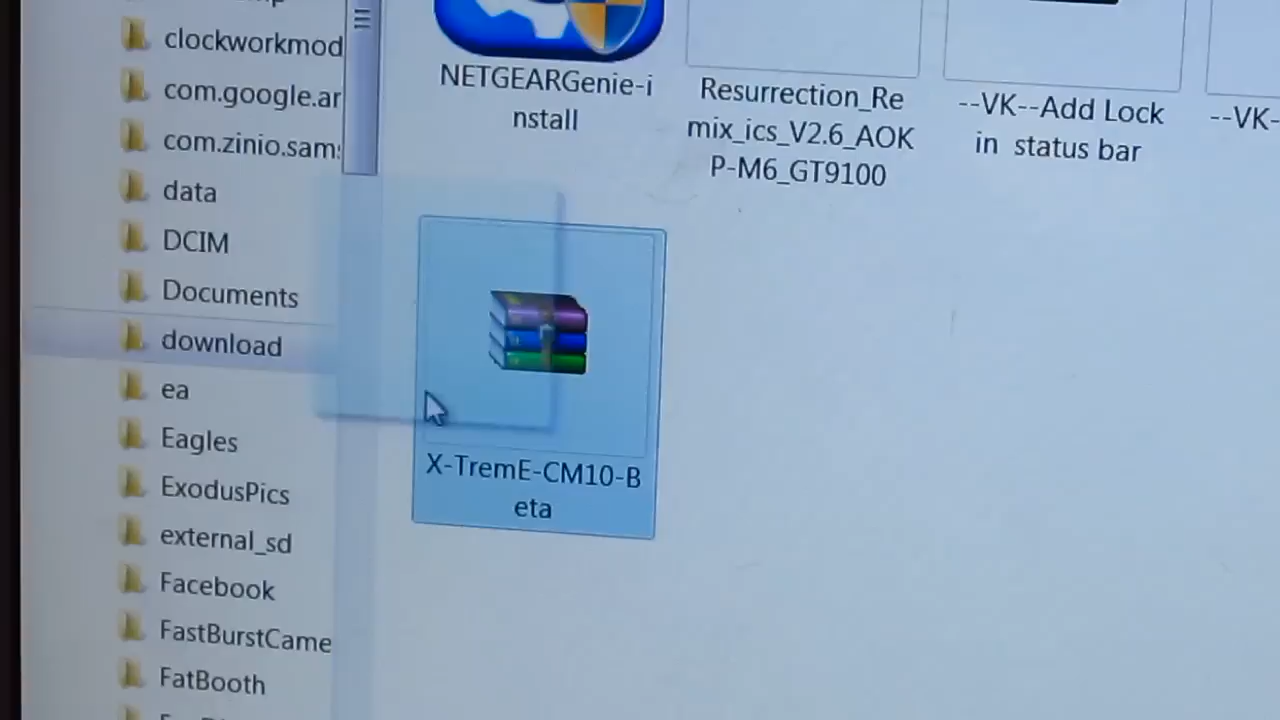 clockworkmod
com.google.ar
com.zinio.sam
data
DCIM
Documents
download
ea
Eagles
ExodusPics
external_sd
Facebook
FastBurstCame
FatBooth
NETGEARGenie-i
nstall
Resurrection_Re
mix_ics_V2.6_AOK
P-M6_GT9100
--VK--Add Lock
in status bar
--VK-
X-TremE-CM10-B
eta